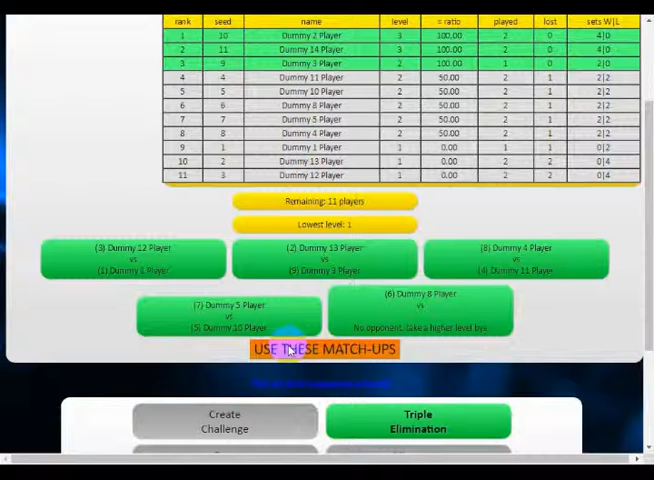 rank seed name level = ratio played lost sets W|L
1 10 Dummy 2 Player 3 100.00 2 0 4|0
2 11 Dummy 14 Player 3 100.00 2 0 4|0
3 9 Dummy 3 Player 2 100.00 1 0 2|0
4 4 Dummy 11 Player 2 50.00 2 1 2|2
5 5 Dummy 10 Player 2 50.00 2 1 2|2
6 6 Dummy 8 Player 2 50.00 2 1 2|2
7 7 Dummy 5 Player 2 50.00 2 1 2|2
8 8 Dummy 4 Player 2 50.00 2 1 2|2
9 1 Dummy 1 Player 1 0.00 1 1 0|2
10 2 Dummy 13 Player 1 0.00 2 2 0|4
11 3 Dummy 12 Player 1 0.00 2 2 0|4
Remaining: 11 players
Lowest level: 1
(3) Dummy 12 Player
vs
(1) Dummy 1 Player
(2) Dummy 13 Player
vs
(9) Dummy 3 Player
(8) Dummy 4 Player
vs
(4) Dummy 11 Player
(7) Dummy 5 Player
vs
(5) Dummy 10 Player
(6) Dummy 8 Player
vs
No opponent, take a higher level bye
USE THESE MATCH-UPS
Create
Challenge
Triple
Elimination